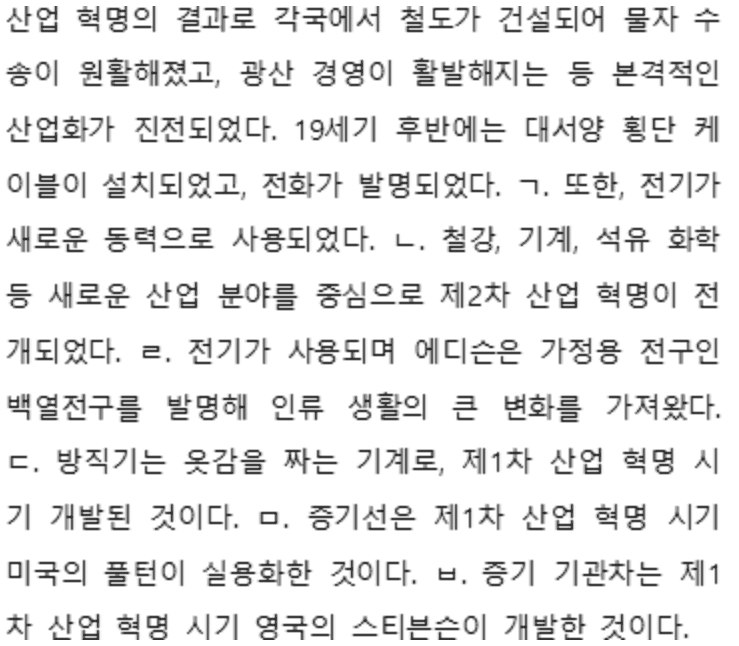 산업 혁명의 결과로 각국에서 철도가 건설되어 물자 수
송이 원활해졌고, 광산 경영이 활발해지는 등 본격적인
산업화가 진전되었다. 19세기 후반에는 대서양 횡단 케
이블이 설치되었고, 전화가 발명되었다. ㄱ. 또한, 전기가
새로운 동력으로 사용되었다. ㄴ. 철강, 기계, 석유 화학
등 새로운 산업 분야를 중심으로 제2차 산업 혁명이 전
개되었다. ㄹ. 전기가 사용되며 에디슨은 가정용 전구인
백열전구를 발명해 인류 생활의 큰 변화를 가져왔다.
ㄷ. 방직기는 옷감을 짜는 기계로, 제1차 산업 혁명 시
기 개발된 것이다. ㅁ. 증기선은 제1차 산업 혁명 시기
미국의 풀턴이 실용화한 것이다. ㅂ. 증기 기관차는 제1
차 산업 혁명 시기 영국의 스티븐슨이 개발한 것이다.